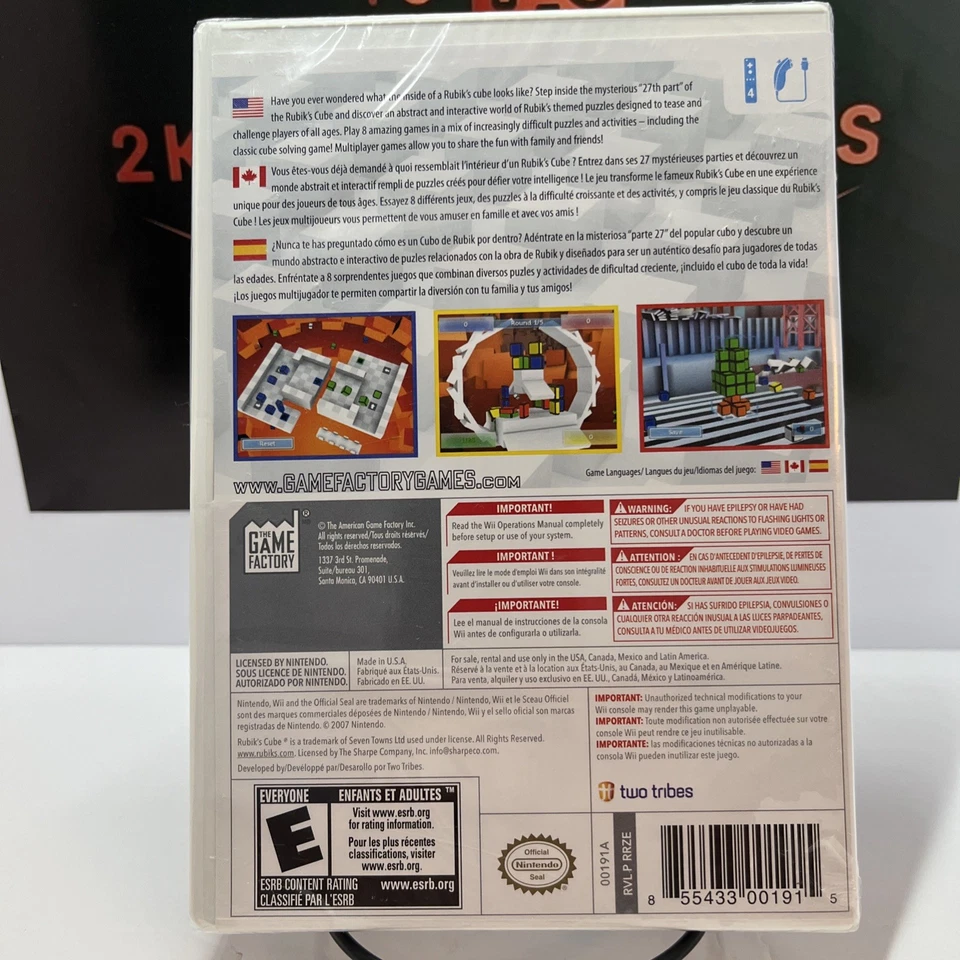 2K
S
4
Have you ever wondered what the inside of a Rubik's cube looks like? Step inside the mysterious "27th part" of
the Rubik's Cube and discover an abstract and interactive world of Rubik's themed puzzles designed to tease and
challenge players of all ages. Play 8 amazing games in a mix of increasingly difficult puzzles and activities – including the
classic cube solving game! Multiplayer games allow you to share the fun with family and friends!
Vous êtes-vous déjà demandé à quoi ressemblait l'intérieur d'un Rubik's Cube ? Entrez dans ses 27 mystérieuses parties et découvrez un
monde abstrait et interactif rempli de puzzles créés pour défier votre intelligence ! Le jeu transforme le fameux Rubik's Cube en une expérience
unique pour des joueurs de tous âges. Essayez 8 différents jeux, des puzzles à la difficulté croissante et des activités, y compris le jeu classique du Rubik's
Cube ! Les jeux multijoueurs vous permettent de vous amuser en famille et avec vos amis !
¿Nunca te has preguntado cómo es un Cubo de Rubik por dentro? Adéntrate en la misteriosa "parte 27" del popular cubo y descubre un
mundo abstracto e interactivo de puzles relacionados con la obra de Rubik y diseñados para ser un auténtico desafío para jugadores de todas
las edades. Enfréntate a 8 sorprendentes juegos que combinan diversos puzles y actividades de dificultad creciente, ¡incluido el cubo de toda la vida!
¡Los juegos multijugador te permiten compartir la diversión con tu familia y tus amigos!
Reset
0 Round 1/5 0
0
0
WWW.GAMEFACTORYGAMES.COM
Game Languages/ Langues du jeu/Idiomas del juego:
THE GAME FACTORY ®
© The American Game Factory Inc.
All rights reserved/Tous droits réservés/
Todos los derechos reservados.
1337 3rd St. Promenade,
Suite/bureau 301,
Santa Monica, CA 90401 U.S.A.
IMPORTANT!
Read the Wii Operations Manual completely
before setup or use of your system.
IMPORTANT !
Veuillez lire le mode d'emploi Wii dans son intégralité
avant d'installer ou d'utiliser votre console.
¡IMPORTANTE!
Lee el manual de instrucciones de la consola
Wii antes de configurarla o utilizarla.
WARNING: IF YOU HAVE EPILEPSY OR HAVE HAD
SEIZURES OR OTHER UNUSUAL REACTIONS TO FLASHING LIGHTS OR
PATTERNS, CONSULT A DOCTOR BEFORE PLAYING VIDEO GAMES.
ATTENTION : EN CAS D'ANTECEDENT D'EPILEPSIE, DE PERTES DE
CONSCIENCE OU DE REACTION INHABITUELLE AUX STIMULATIONS LUMINEUSES
FORTES, CONSULTEZ UN DOCTEUR AVANT DE JOUER AUX JEUX VIDEO.
ATENCIÓN: SI HAS SUFRIDO EPILEPSIA, CONVULSIONES O
CUALQUIER OTRA REACCIÓN INUSUAL A LAS LUCES PARPADEANTES,
CONSULTA A TU MÉDICO ANTES DE UTILIZAR VIDEOJUEGOS.
LICENSED BY NINTENDO.
SOUS LICENCE DE NINTENDO.
AUTORIZADO POR NINTENDO.
Made in U.S.A.
Fabriqué aux États-Unis.
Fabricado en EE. UU.
For sale, rental and use only in the USA, Canada, Mexico and Latin America.
Réservé à la vente et à la location aux États-Unis, au Canada, au Mexique et en Amérique Latine.
Para venta, alquiler y uso exclusivo en EE. UU., Canadá, México y Latinoamérica.
Nintendo, Wii and the Official Seal are trademarks of Nintendo / Nintendo, Wii et le Sceau Officiel
sont des marques commerciales déposées de Nintendo / Nintendo, Wii y el sello oficial son marcas
registradas de Nintendo. © 2007 Nintendo.
Rubik's Cube ® is a trademark of Seven Towns Ltd used under license. All Rights Reserved.
www.rubiks.com. Licensed by The Sharpe Company, Inc. info@sharpeco.com.
Developed by/Développé par/Desarollo por Two Tribes.
IMPORTANT: Unauthorized technical modifications to your
Wii console may render this game unplayable.
IMPORTANT: Toute modification non autorisée effectuée sur votre
console Wii peut rendre ce jeu inutilisable.
IMPORTANTE: las modificaciones técnicas no autorizadas a la
consola Wii pueden inutilizar este juego.
two tribes
EVERYONE ENFANTS ET ADULTES ™
E
Visit www.esrb.org
for rating information.
Pour les plus récentes
classifications, visiter
www.esrb.org.
ESRB CONTENT RATING www.esrb.org
CLASSIFIÉ PAR L'ESRB
Official
Nintendo
Seal
00191A
RVL P RRZE
8 55433 00191 5